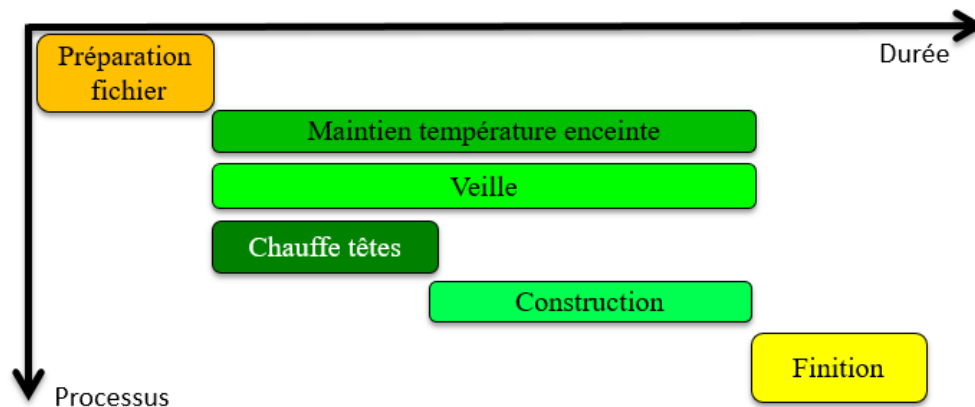 Durée
Préparation
fichier
Maintien température enceinte
Veille
Chauffe têtes
Construction
Finition
Processus